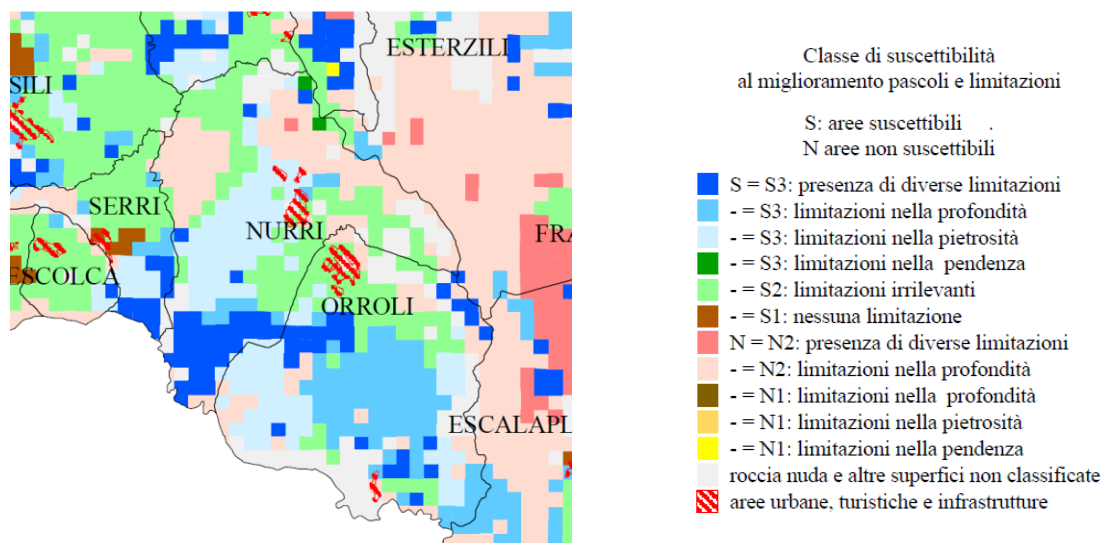 ESTERZILI
SILI
SERRI
NURRI
FRA
ESCOLCA
ORROLI
ESCALAPL
Classe di suscettibilità
al miglioramento pascoli e limitazioni
S: aree suscettibili .
N aree non suscettibili
S = S3: presenza di diverse limitazioni
- = S3: limitazioni nella profondità
- = S3: limitazioni nella pietrosità
- = S3: limitazioni nella pendenza
- = S2: limitazioni irrilevanti
- = S1: nessuna limitazione
N = N2: presenza di diverse limitazioni
- = N2: limitazioni nella profondità
- = N1: limitazioni nella profondità
- = N1: limitazioni nella pietrosità
- = N1: limitazioni nella pendenza
roccia nuda e altre superfici non classificate
aree urbane, turistiche e infrastrutture